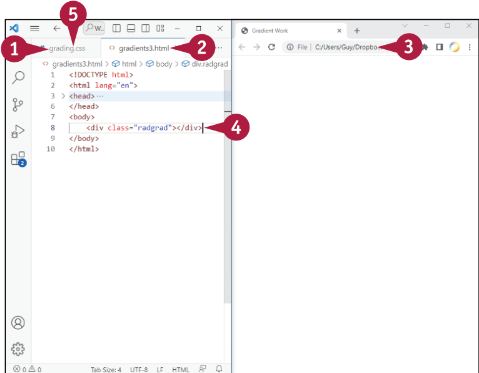 5
W...
Gradient Work
1
grading.css
gradients3.html
2
File
C:/Users/Guy/Dropbo
3
gradients3.html > html > body > div.radgrad
1 <!DOCTYPE html>
2 <html lang="en">
3 <head>...
6 </head>
7 <body>
8 <div class="radgrad"></div>
4
9 </body>
10 </html>
2
0 0
Tab Size: 4 UTF-8 LF HTML